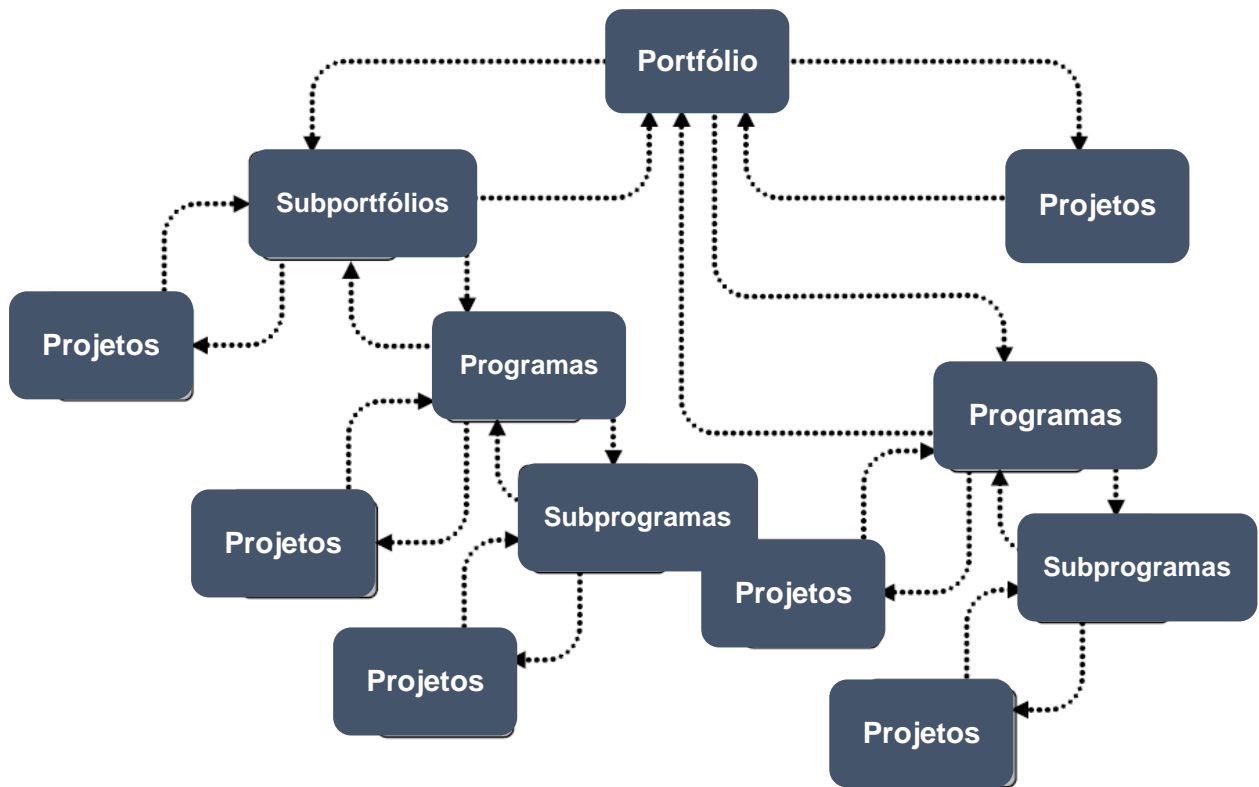 Portfólio
Subportfólios
Projetos
Projetos
Programas
Programas
Projetos
Subprogramas
Projetos
Subprogramas
Projetos
Projetos